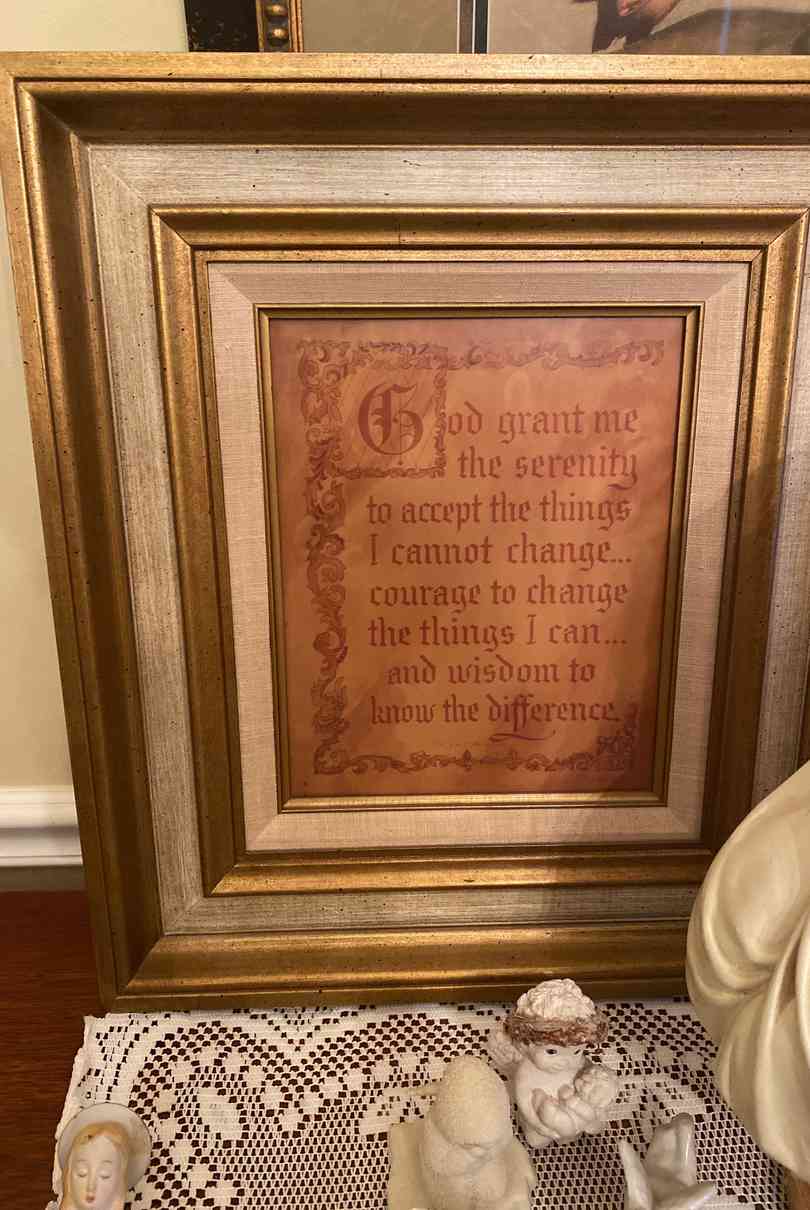 God grant me
the serenity
to accept the things
I cannot change...
courage to change
the things I can...
and wisdom to
know the difference.